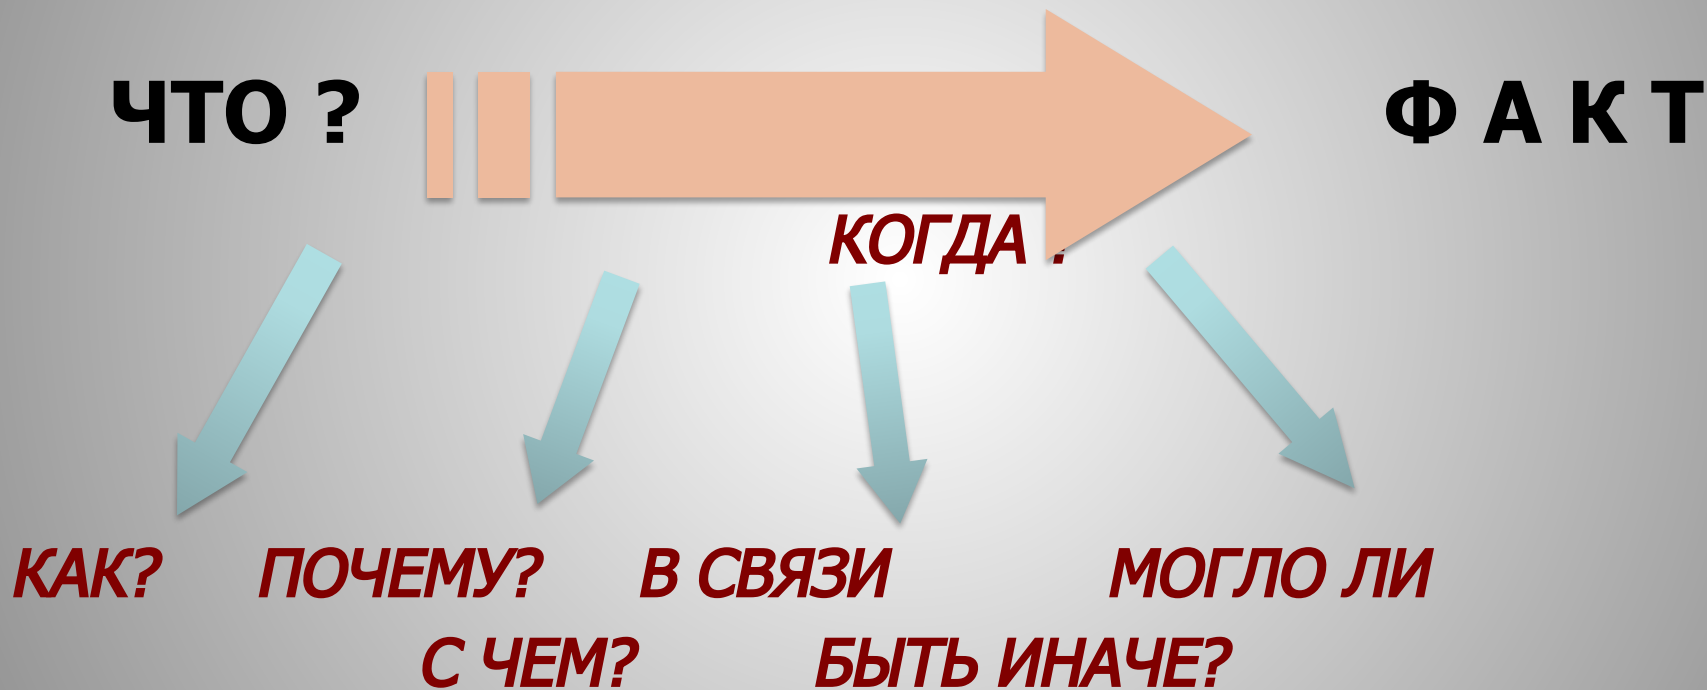 ЧТО ? Ф А К Т
КОГДА ?
КАК? ПОЧЕМУ? В СВЯЗИ МОГЛО ЛИ
С ЧЕМ? БЫТЬ ИНАЧЕ?